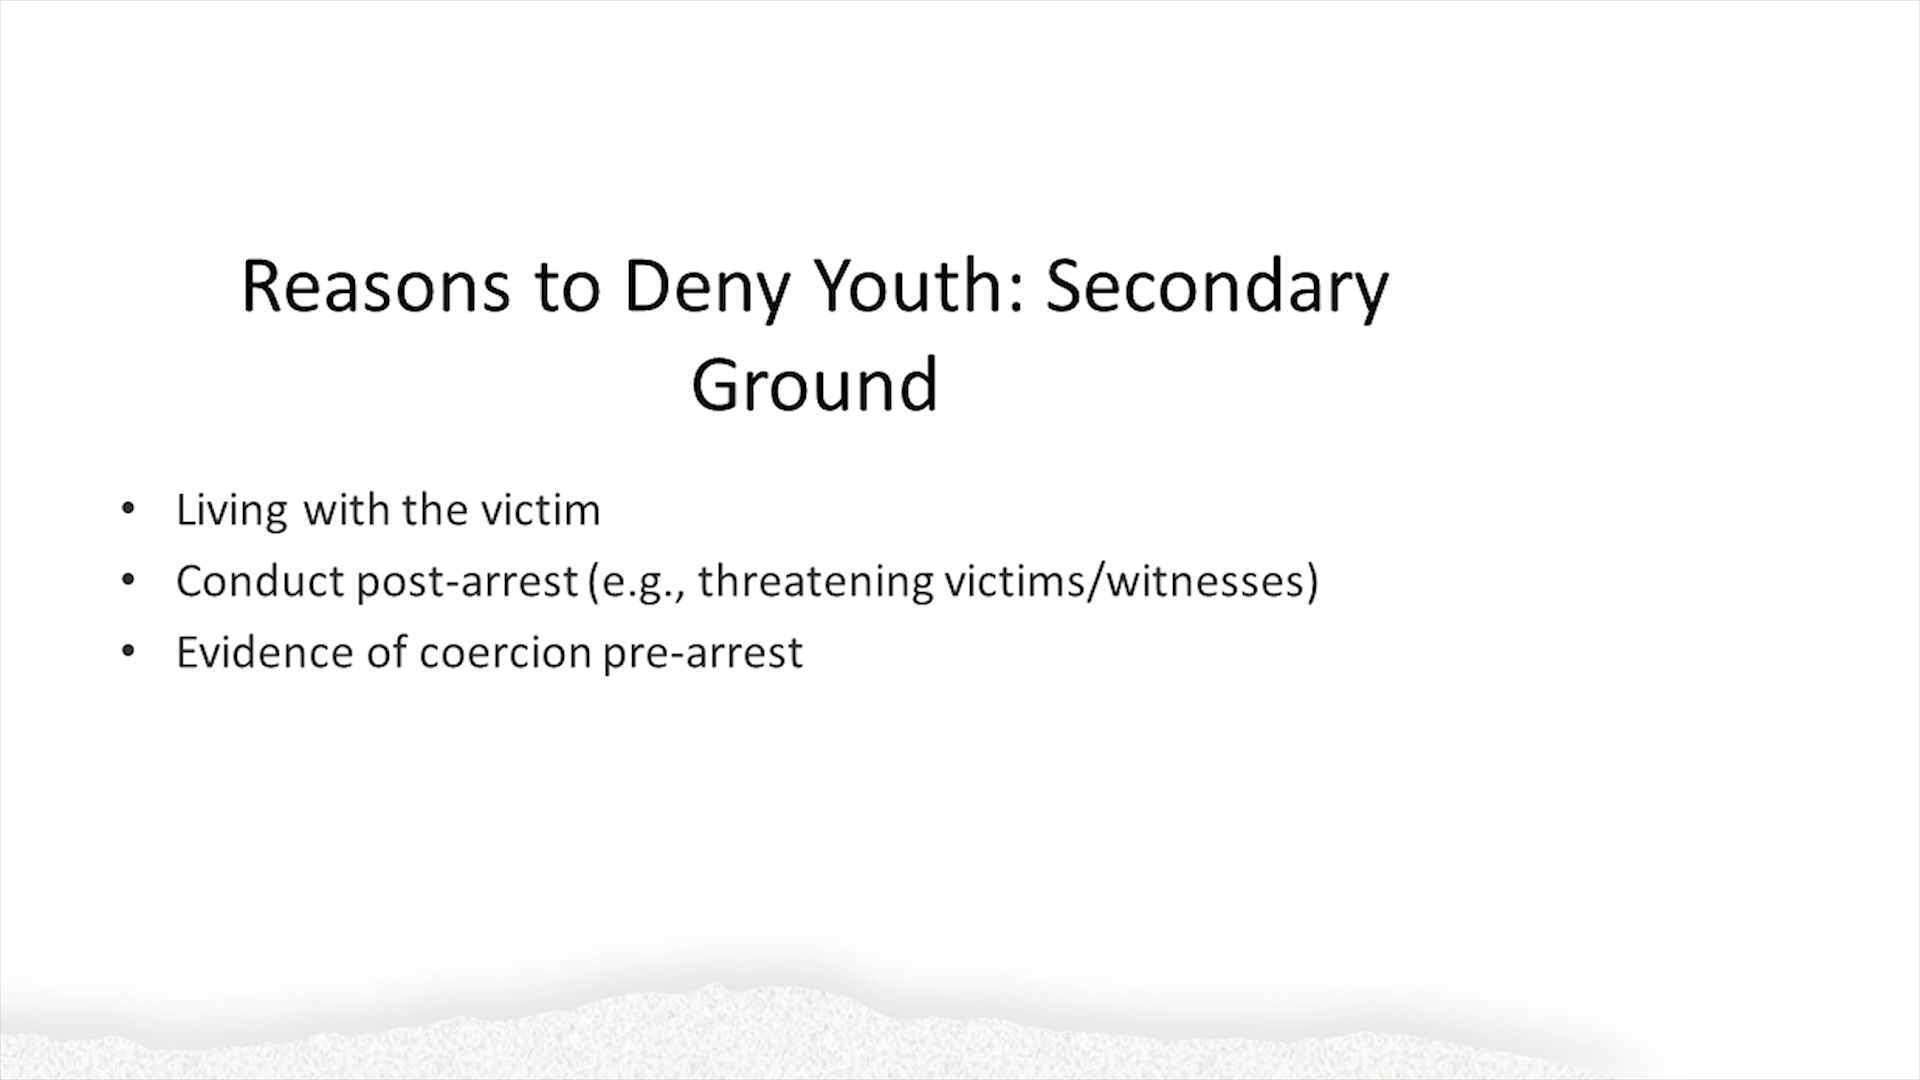 Reasons to Deny Youth: Secondary
Ground
• Living with the victim
• Conduct post-arrest (e.g., threatening victims/witnesses)
• Evidence of coercion pre-arrest